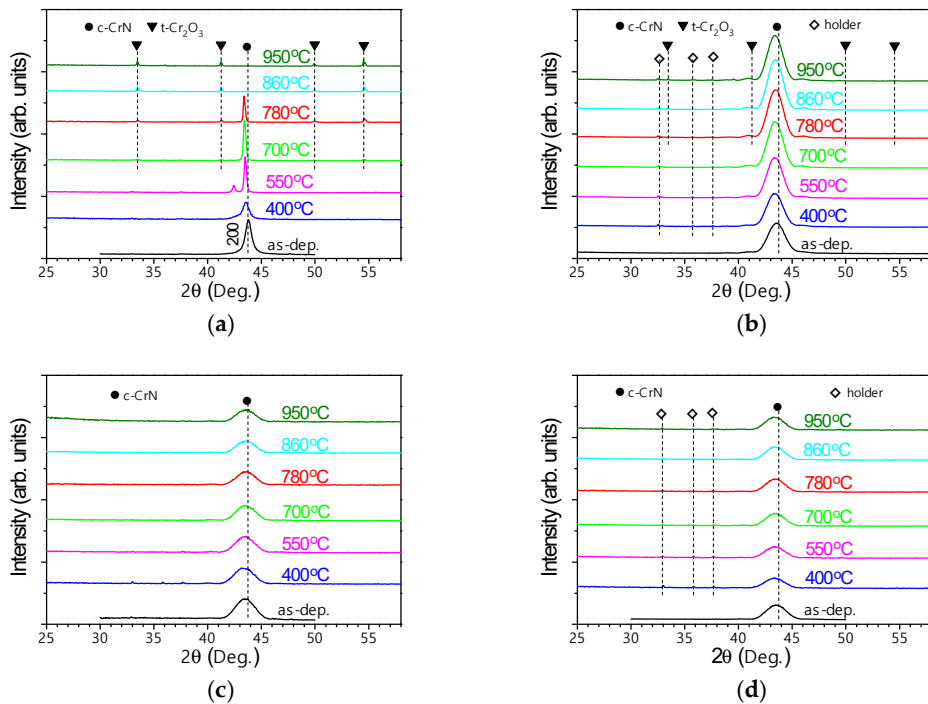 ● c-CrN ▼ t-Cr₂O₃
950°C
860°C
780°C
700°C
550°C
400°C
200
as-dep.
Intensity (arb. units)
25 30 35 40 45 50 55
2θ (Deg.)
(a)
● c-CrN ▼ t-Cr₂O₃ ◇ holder
950°C
860°C
780°C
700°C
550°C
400°C
as-dep.
Intensity (arb. units)
25 30 35 40 45 50 55
2θ (Deg.)
(b)
● c-CrN
950°C
860°C
780°C
700°C
550°C
400°C
as-dep.
Intensity (arb. units)
25 30 35 40 45 50 55
2θ (Deg.)
(c)
● c-CrN ◇ holder
950°C
860°C
780°C
700°C
550°C
400°C
as-dep.
Intensity (arb. units)
25 30 35 40 45 50 55
2θ (Deg.)
(d)